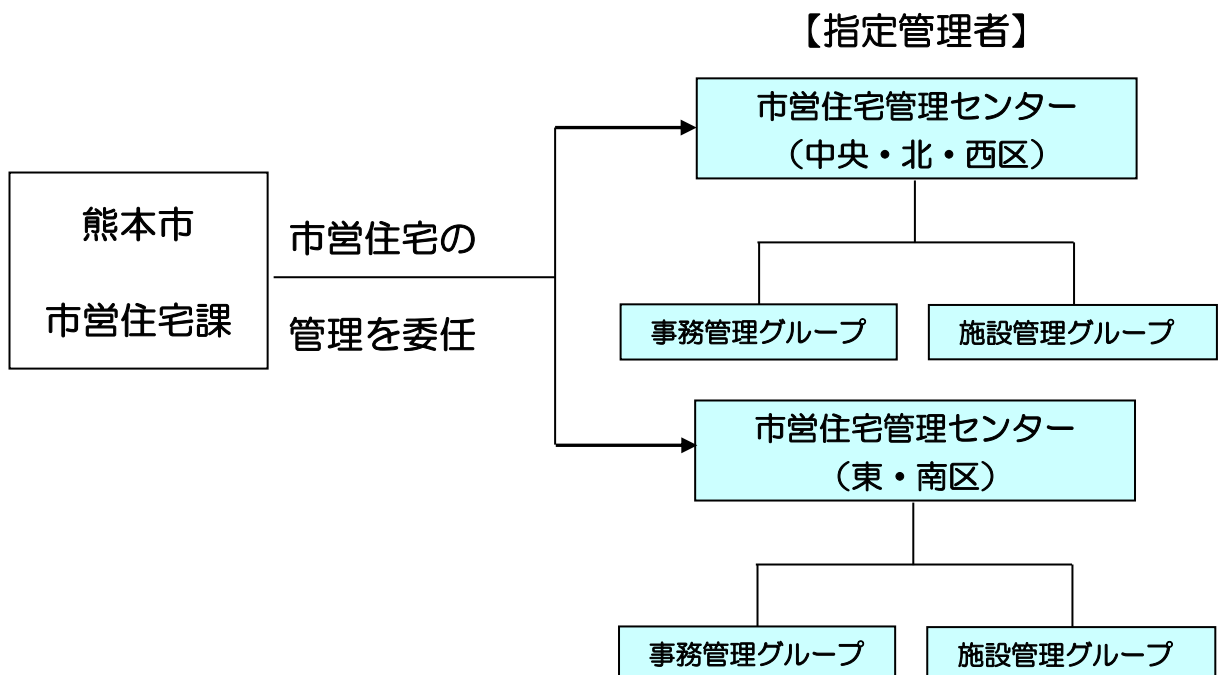 【指定管理者】
市営住宅管理センター
（中央・北・西区）
熊本市
市営住宅課
市営住宅の
管理を委任
事務管理グループ
施設管理グループ
市営住宅管理センター
（東・南区）
事務管理グループ
施設管理グループ